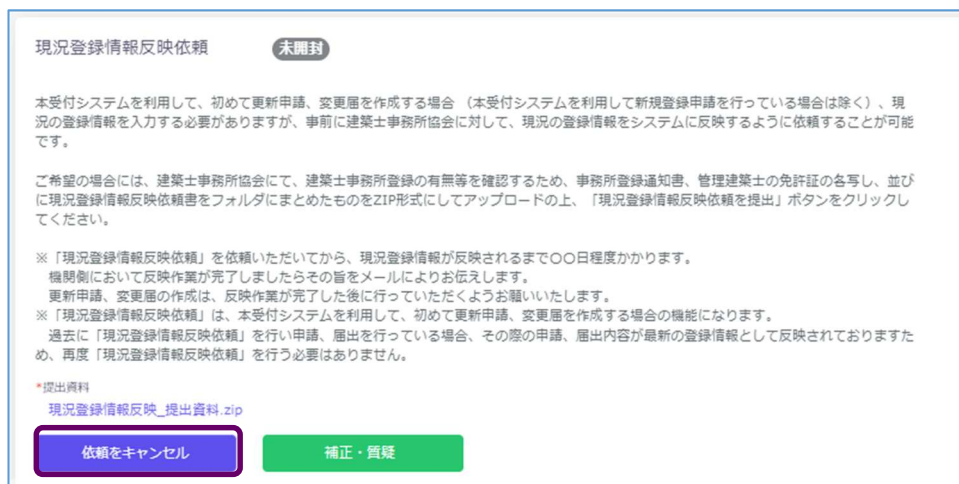 現況登録情報反映依頼 未開封
本受付システムを利用して、初めて更新申請、変更届を作成する場合 （本受付システムを利用して新規登録申請を行っている場合は除く）、現
況の登録情報を入力する必要がありますが、事前に建築士事務所協会に対して、現況の登録情報をシステムに反映するように依頼することが可能
です。
ご希望の場合には、建築士事務所協会にて、建築士事務所登録の有無等を確認するため、事務所登録通知書、管理建築士の免許証の各写し、並び
に現況登録情報反映依頼書をフォルダにまとめたものをZIP形式にしてアップロードの上、「現況登録情報反映依頼を提出」ボタンをクリックし
てください。
※「現況登録情報反映依頼」を依頼いただいてから、現況登録情報が反映されるまで〇〇日程度かかります。
機関側において反映作業が完了しましたらその旨をメールによりお伝えします。
更新申請、変更届の作成は、反映作業が完了した後に行っていただくようお願いいたします。
※「現況登録情報反映依頼」は、本受付システムを利用して、初めて更新申請、変更届を作成する場合の機能になります。
過去に「現況登録情報反映依頼」を行い申請、届出を行っている場合、その際の申請、届出内容が最新の登録情報として反映されておりますた
め、再度「現況登録情報反映依頼」を行う必要はありません。
*提出資料
現況登録情報反映_提出資料.zip
依頼をキャンセル 補正・質疑